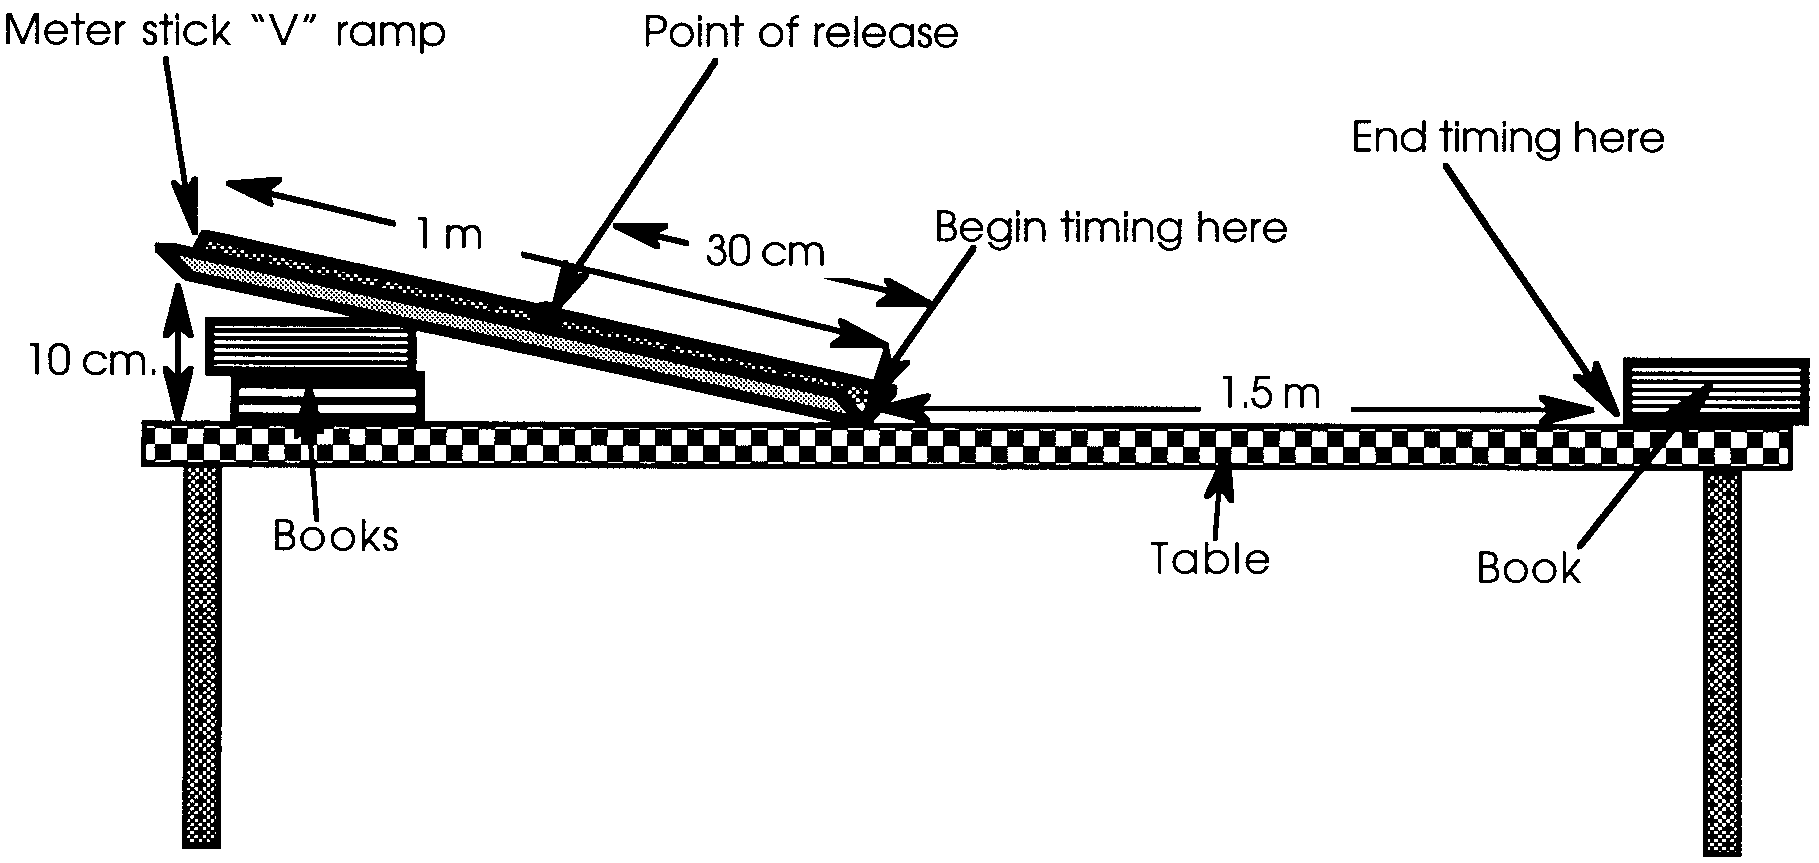 Meter stick “V” ramp
Point of release
End timing here
1 m
30 cm
Begin timing here
10 cm.
1.5 m
Books
Table
Book